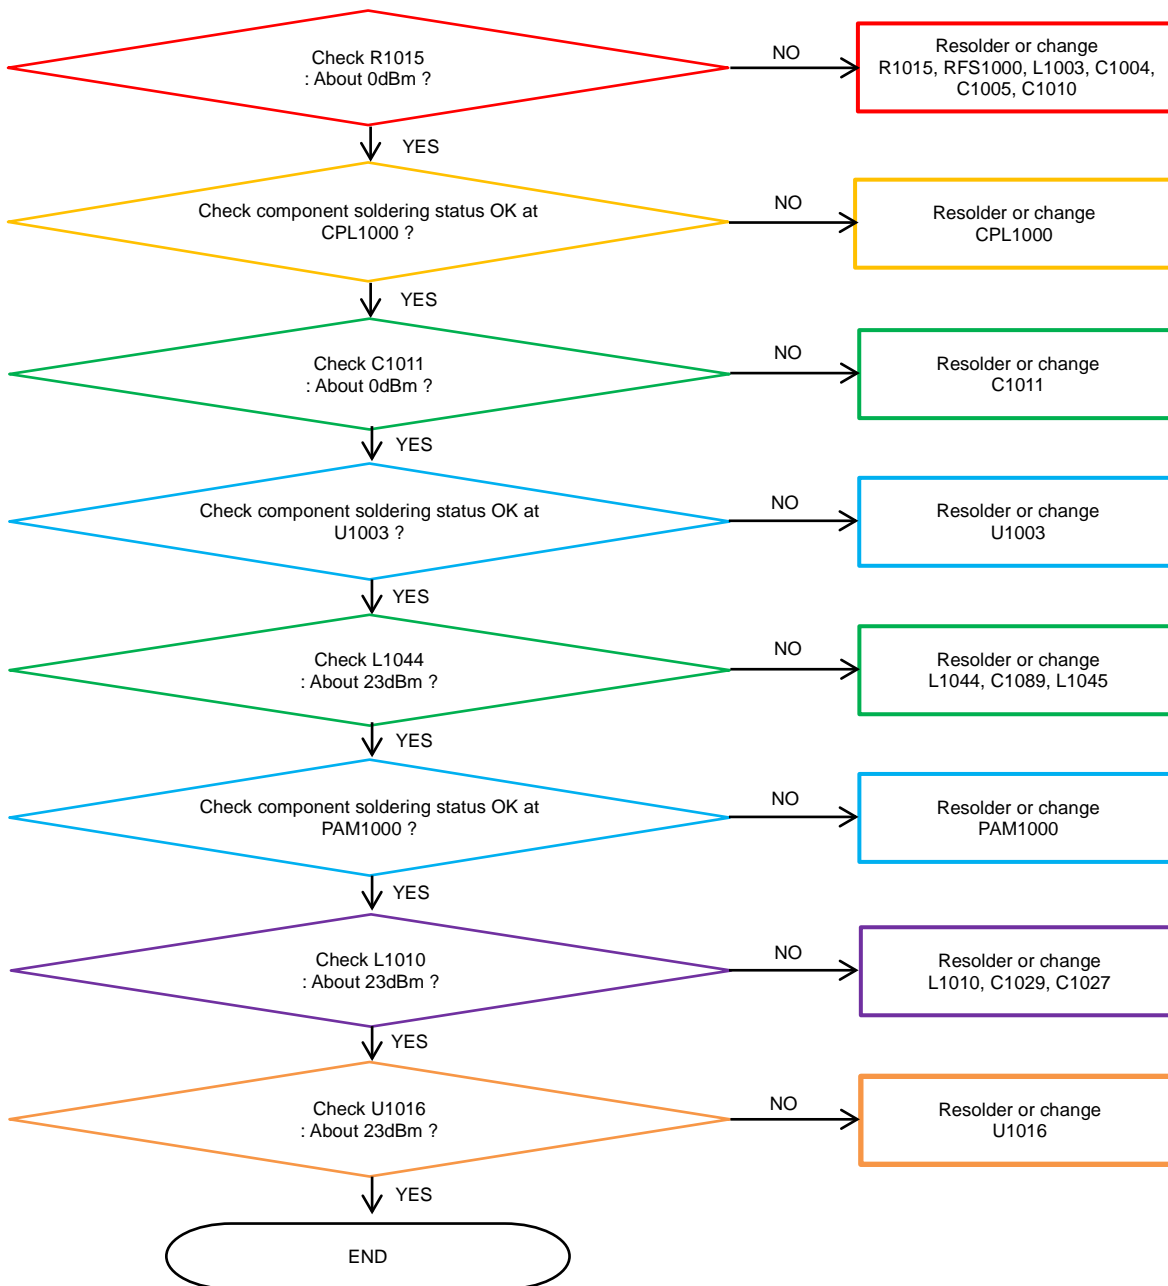 Check R1015
: About 0dBm ?
NO
Resolder or change
R1015, RFS1000, L1003, C1004,
C1005, C1010
YES
Check component soldering status OK at
CPL1000 ?
NO
Resolder or change
CPL1000
YES
Check C1011
: About 0dBm ?
NO
Resolder or change
C1011
YES
Check component soldering status OK at
U1003 ?
NO
Resolder or change
U1003
YES
Check L1044
: About 23dBm ?
NO
Resolder or change
L1044, C1089, L1045
YES
Check component soldering status OK at
PAM1000 ?
NO
Resolder or change
PAM1000
YES
Check L1010
: About 23dBm ?
NO
Resolder or change
L1010, C1029, C1027
YES
Check U1016
: About 23dBm ?
NO
Resolder or change
U1016
YES
END